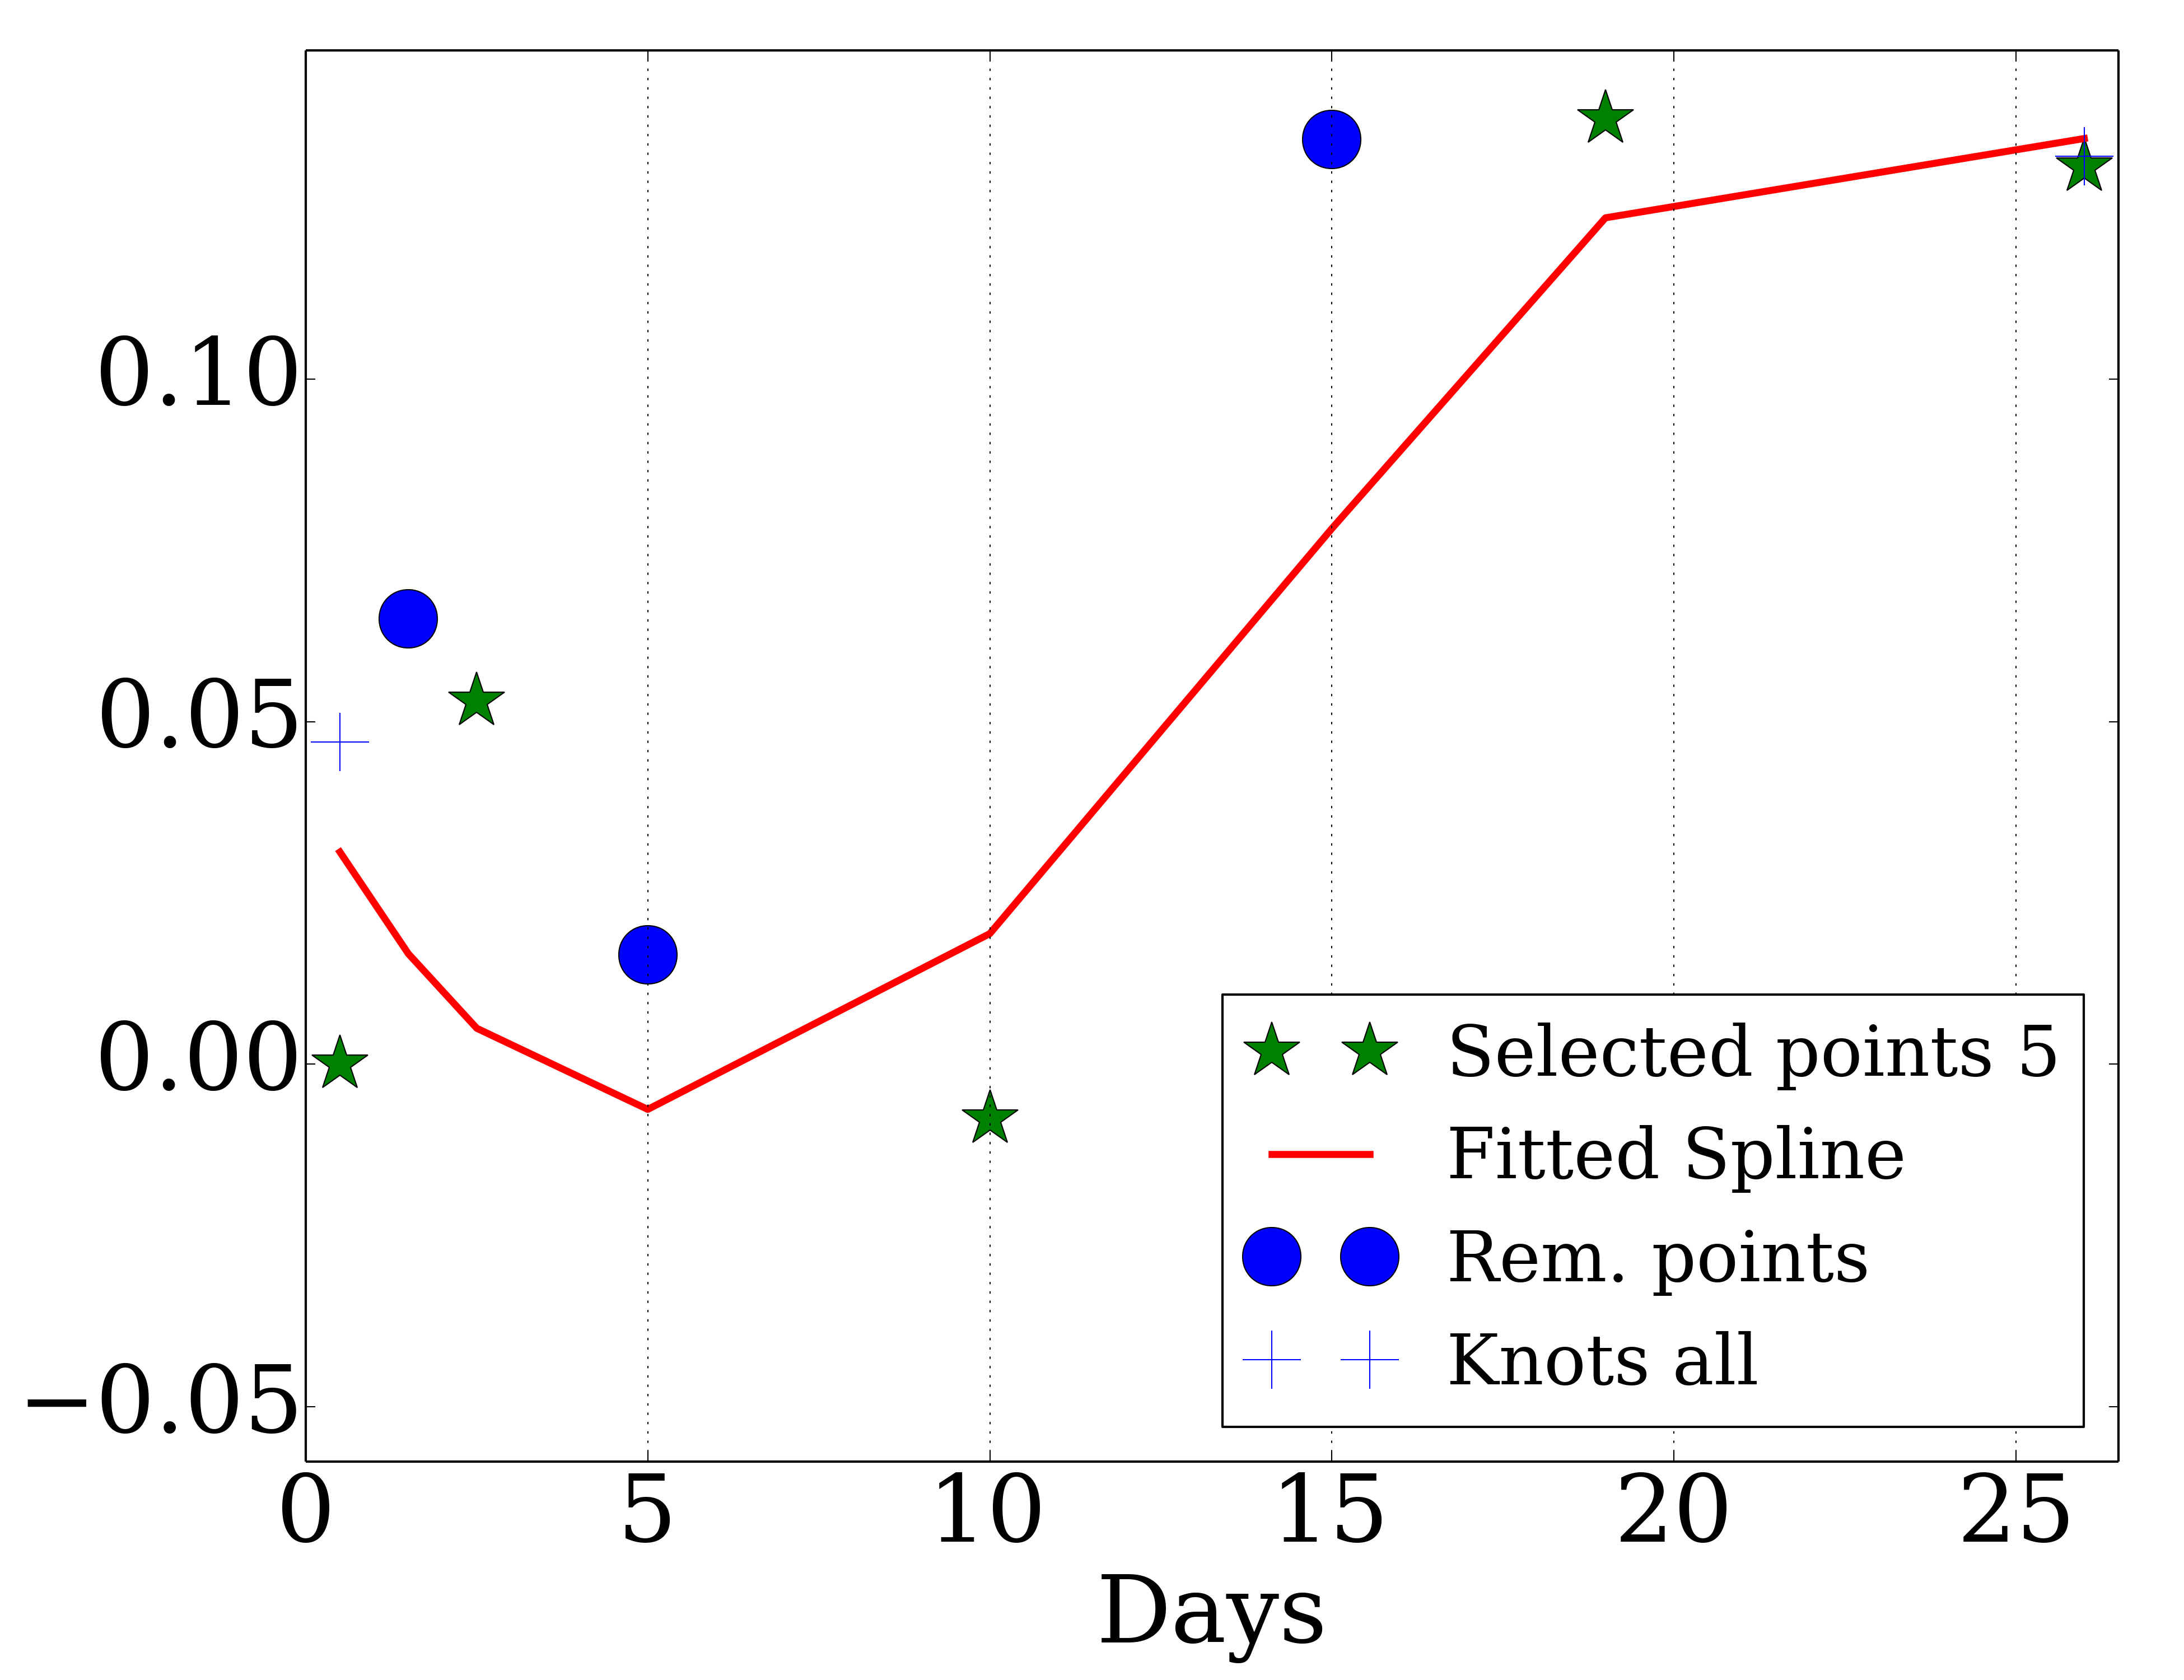 0.10
0.05
0.00
−0.05
0 5 10 15 20 25
Days
Selected points 5
Fitted Spline
Rem. points
Knots all